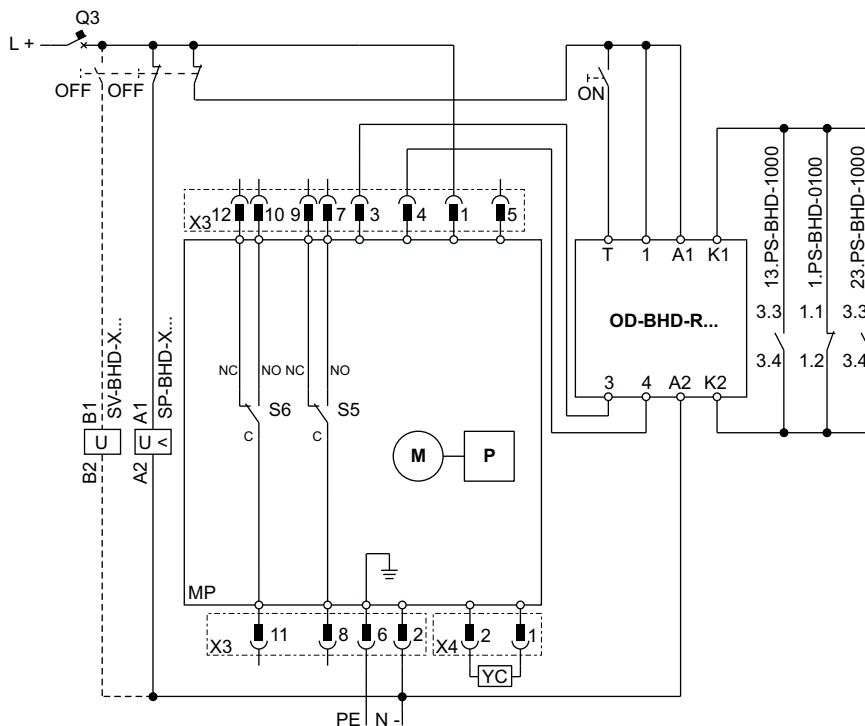 Q3
L +
OFF
OFF
ON
X3
12
10
9
7
3
4
1
5
T
1
A1
K1
OD-BHD-R...
3
4
A2
K2
13.PS-BHD-1000
3.3
3.4
1.PS-BHD-0100
1.1
1.2
23.PS-BHD-1000
3.3
3.4
B1
SV-BHD-X...
U
B2
A1
SP-BHD-X...
U <
A2
NC
NO
NC
NO
S6
S5
C
C
M
P
MP
X3
11
8
6
2
X4
2
1
YC
PE
N -